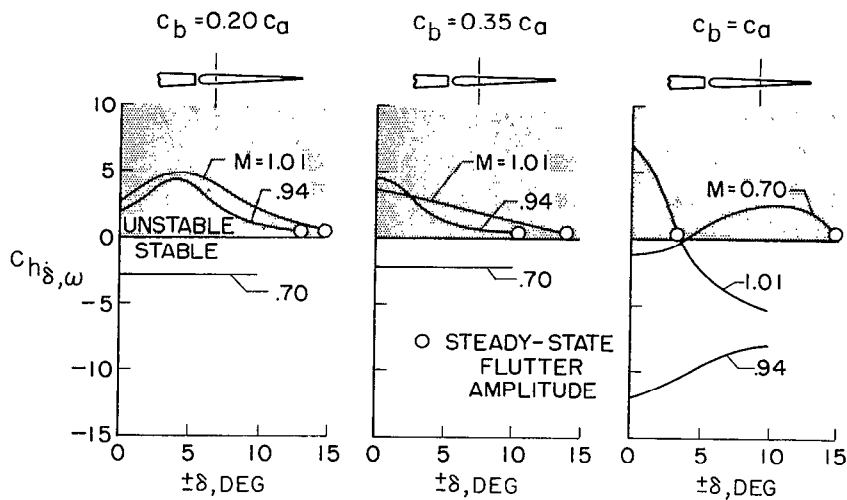 c_b = 0.20 c_a
c_b = 0.35 c_a
c_b = c_a
10
5
0
-5
-10
-15
C_hδ̇,ω
M=1.01
.94
UNSTABLE
STABLE
.70
0
5
10
15
±δ, DEG
M=1.01
.94
.70
○ STEADY-STATE
FLUTTER
AMPLITUDE
0
5
10
15
±δ, DEG
M=0.70
1.01
.94
0
5
10
15
±δ, DEG